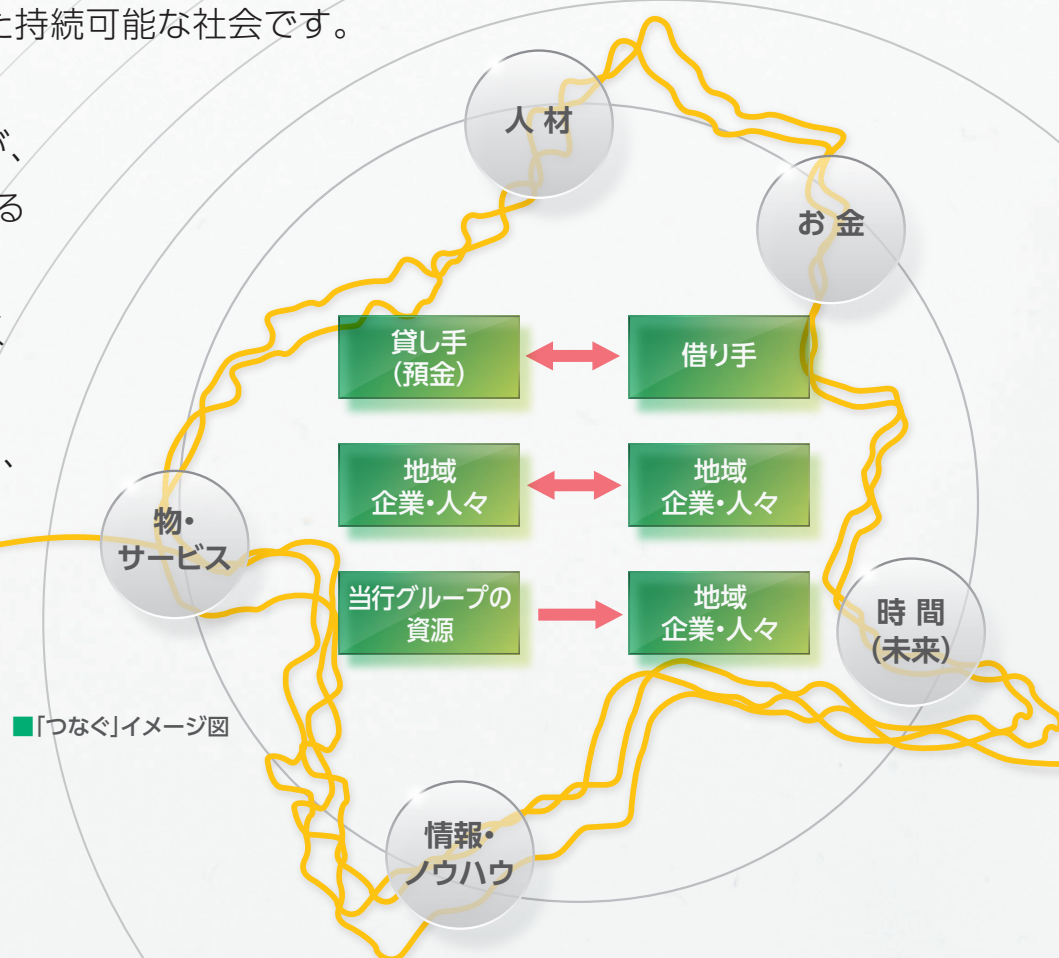 持続可能な社会です。
が、
る
、
人材
お金
貸し手
（預金）
借り手
地域
企業・人々
地域
企業・人々
物・
サービス
当行グループの
資源
地域
企業・人々
時間
（未来）
■「つなぐ」イメージ図
情報・
ノウハウ